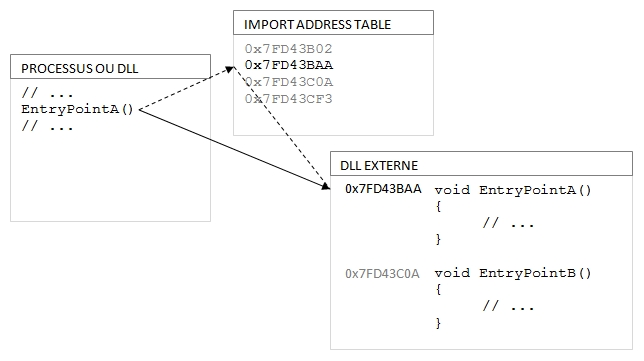 IMPORT ADDRESS TABLE
0x7FD43B02
0x7FD43BAA
0x7FD43C0A
0x7FD43CF3
PROCESSUS OU DLL
// ...
EntryPointA()
// ...
DLL EXTERNE
0x7FD43BAA void EntryPointA()
{
// ...
}
0x7FD43C0A void EntryPointB()
{
// ...
}